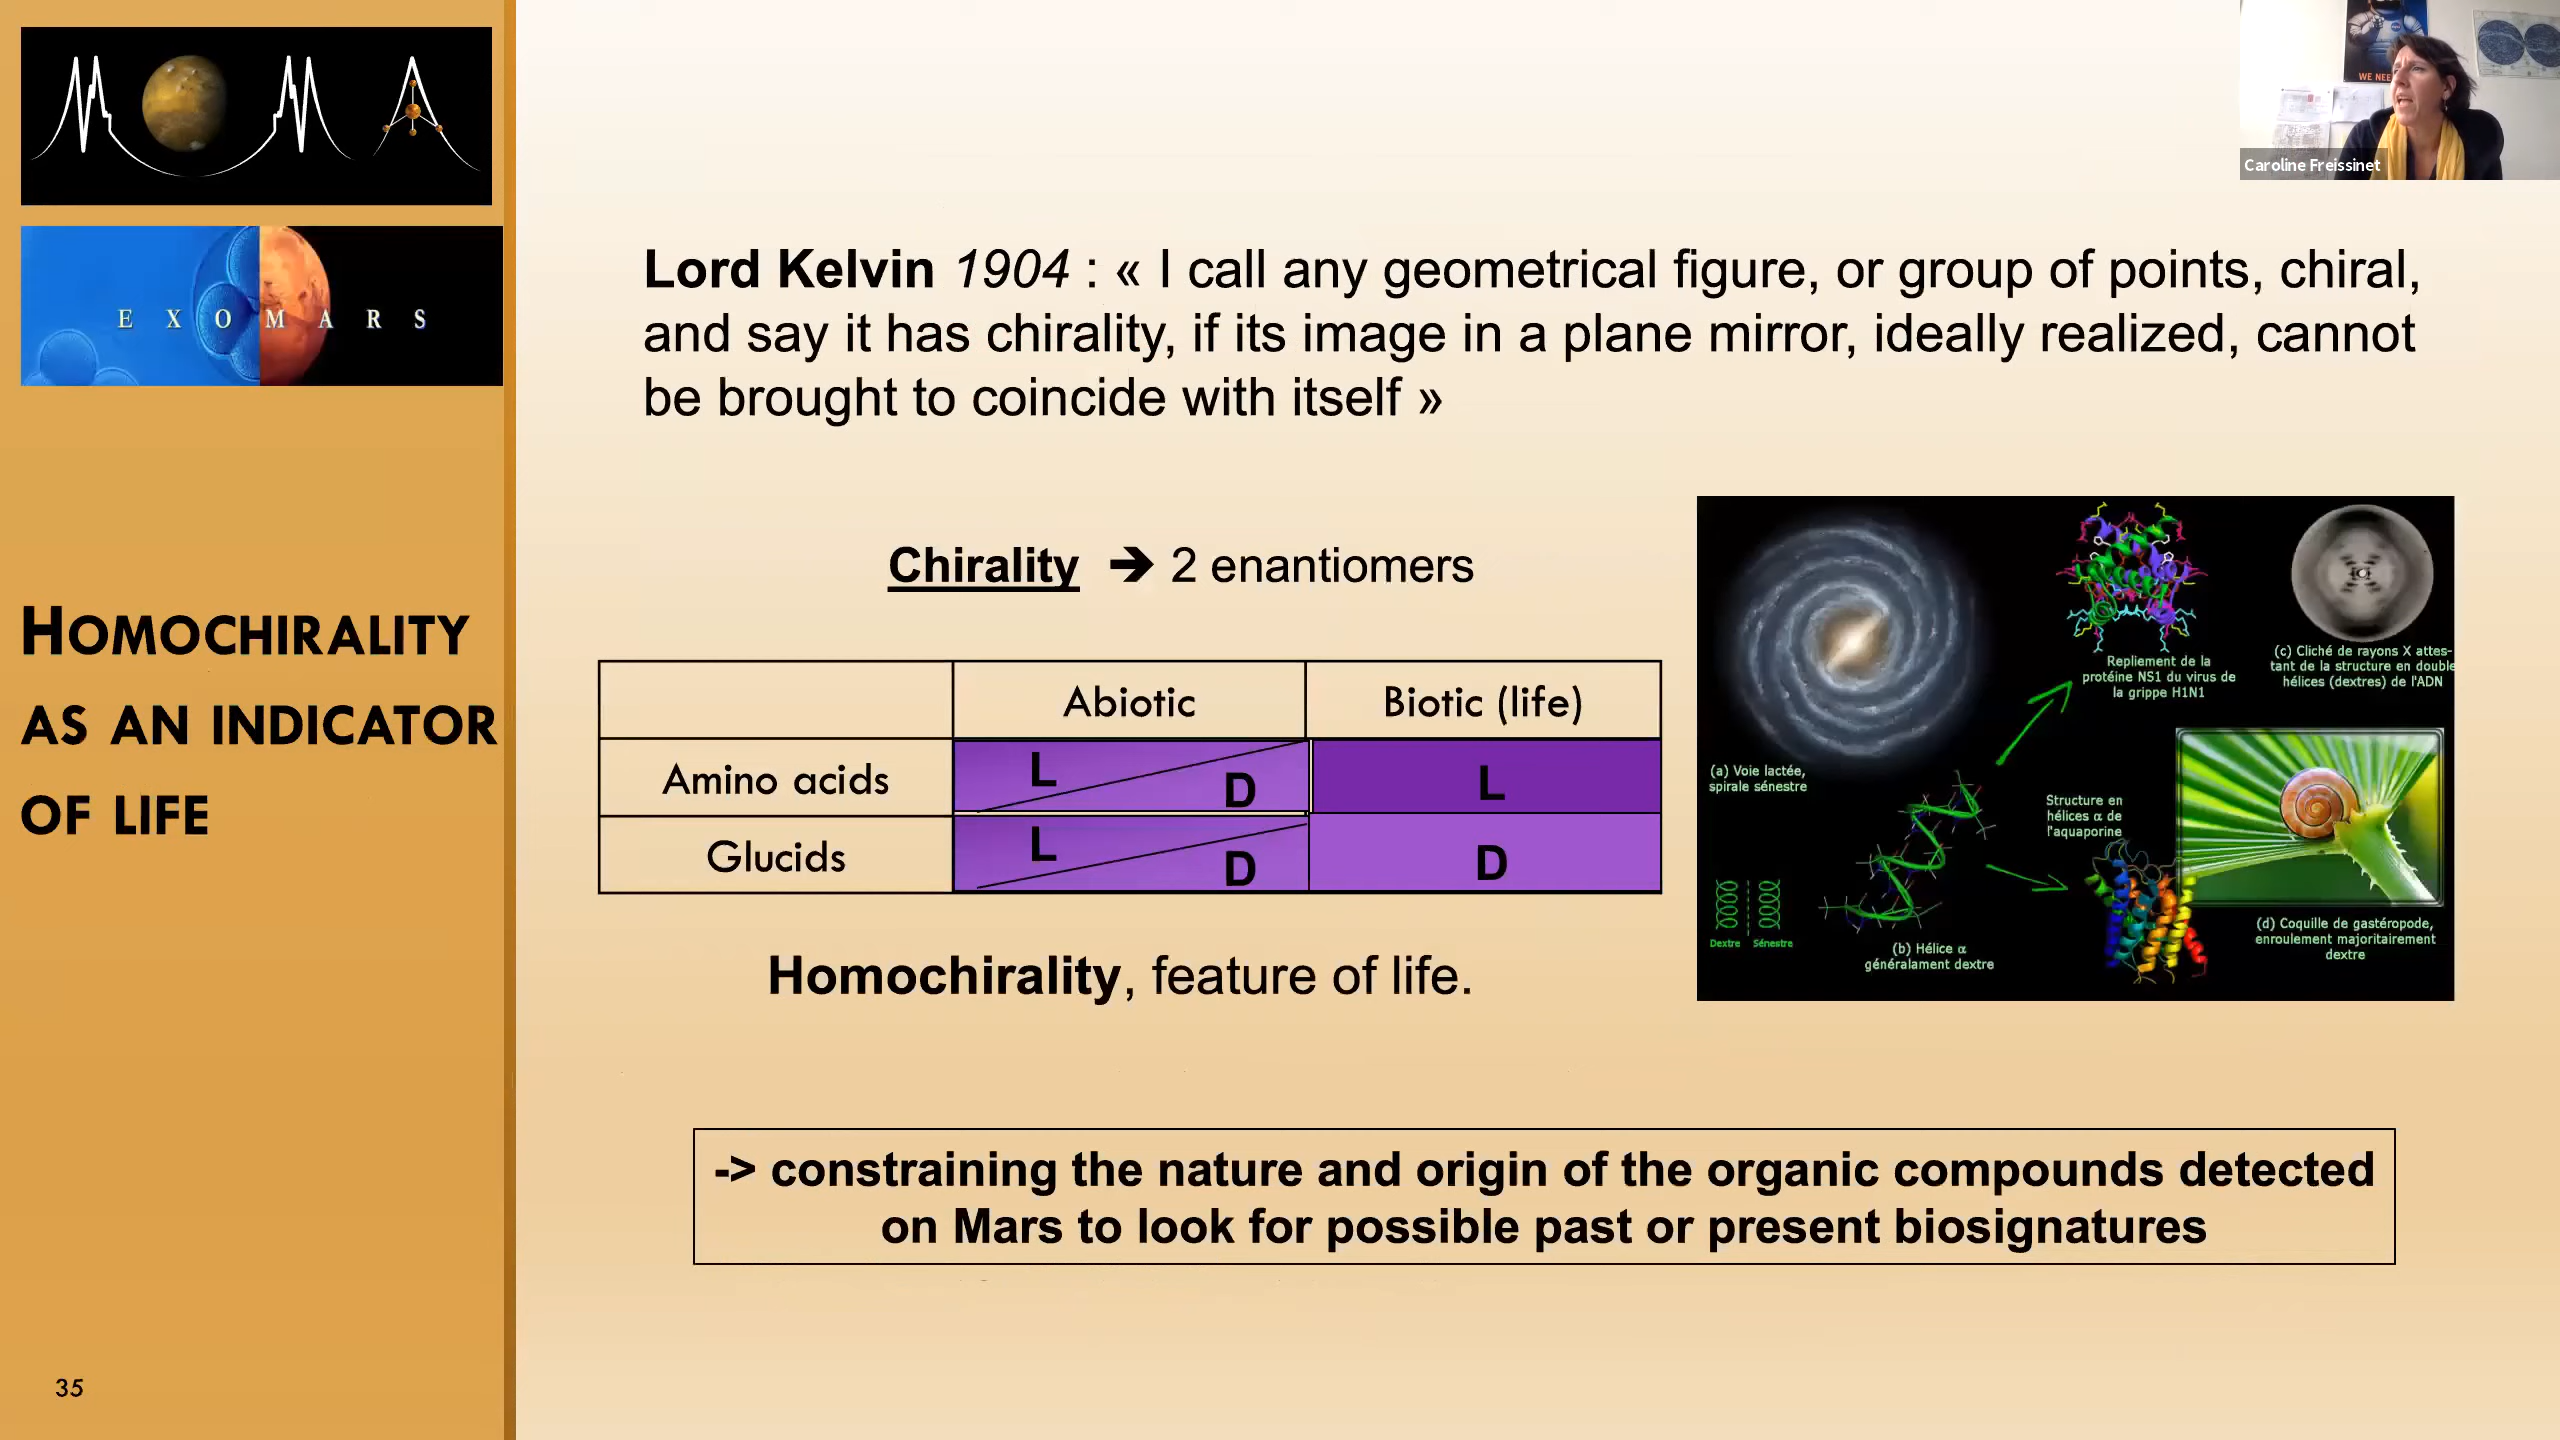 MOMA
EXOMARS
HOMOCHIRALITY
AS AN INDICATOR
OF LIFE
35
WE NEE
Caroline Freissinet
Lord Kelvin 1904 : « I call any geometrical figure, or group of points, chiral,
and say it has chirality, if its image in a plane mirror, ideally realized, cannot
be brought to coincide with itself »
Chirality ➔ 2 enantiomers
Abiotic Biotic (life)
Amino acids L D L
Glucids L D D
Homochirality, feature of life.
(a) Voie lactée,
spirale sénestre
Repliement de la
protéine NS1 du virus de
la grippe H1N1
(c) Cliché de rayons X attes-
tant de la structure en double
hélices (dextres) de l'ADN
Structure en
hélices α de
l'aquaporine
Dextre Sénestre
(b) Hélice α
généralament dextre
(d) Coquille de gastéropode,
enroulement majoritairement
dextre
-> constraining the nature and origin of the organic compounds detected
on Mars to look for possible past or present biosignatures